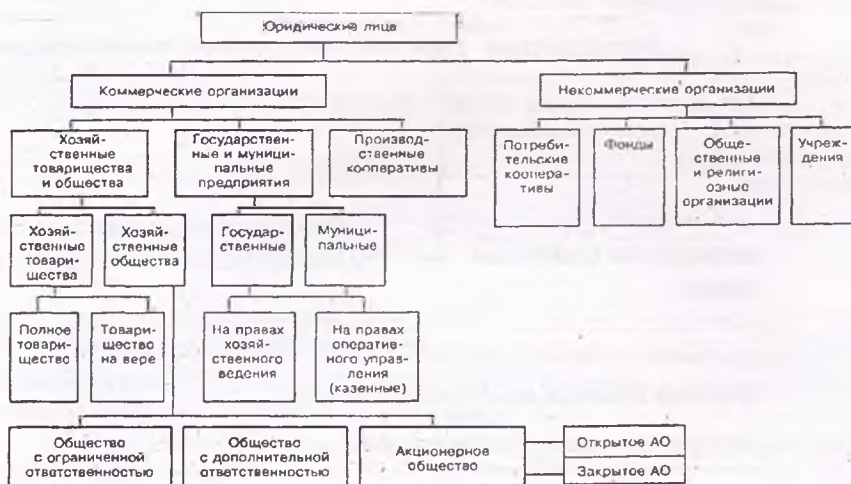 Юридические лица
Коммерческие организации
Некоммерческие организации
Хозяй-
ственные
товарищества
и общества
Государствен-
ные и муници-
пальные
предприятия
Производ-
ственные
кооперативы
Потреби-
тельские
коопера-
тивы
Фонды
Общест-
венные
и религи-
озные
организации
Учреж-
дения
Хозяй-
ственные
товари-
щества
Хозяй-
ственные
общества
Государ-
ственные
Муници-
пальные
Полное
товари-
щество
Товари-
щество
на вере
На правах
хозяй-
ственного
ведения
На правах
оператив-
ного управ-
ления
(казенные)
Общество
с ограниченной
ответственностью
Общество
с дополнительной
ответственностью
Акционерное
общество
Открытое АО
Закрытое АО